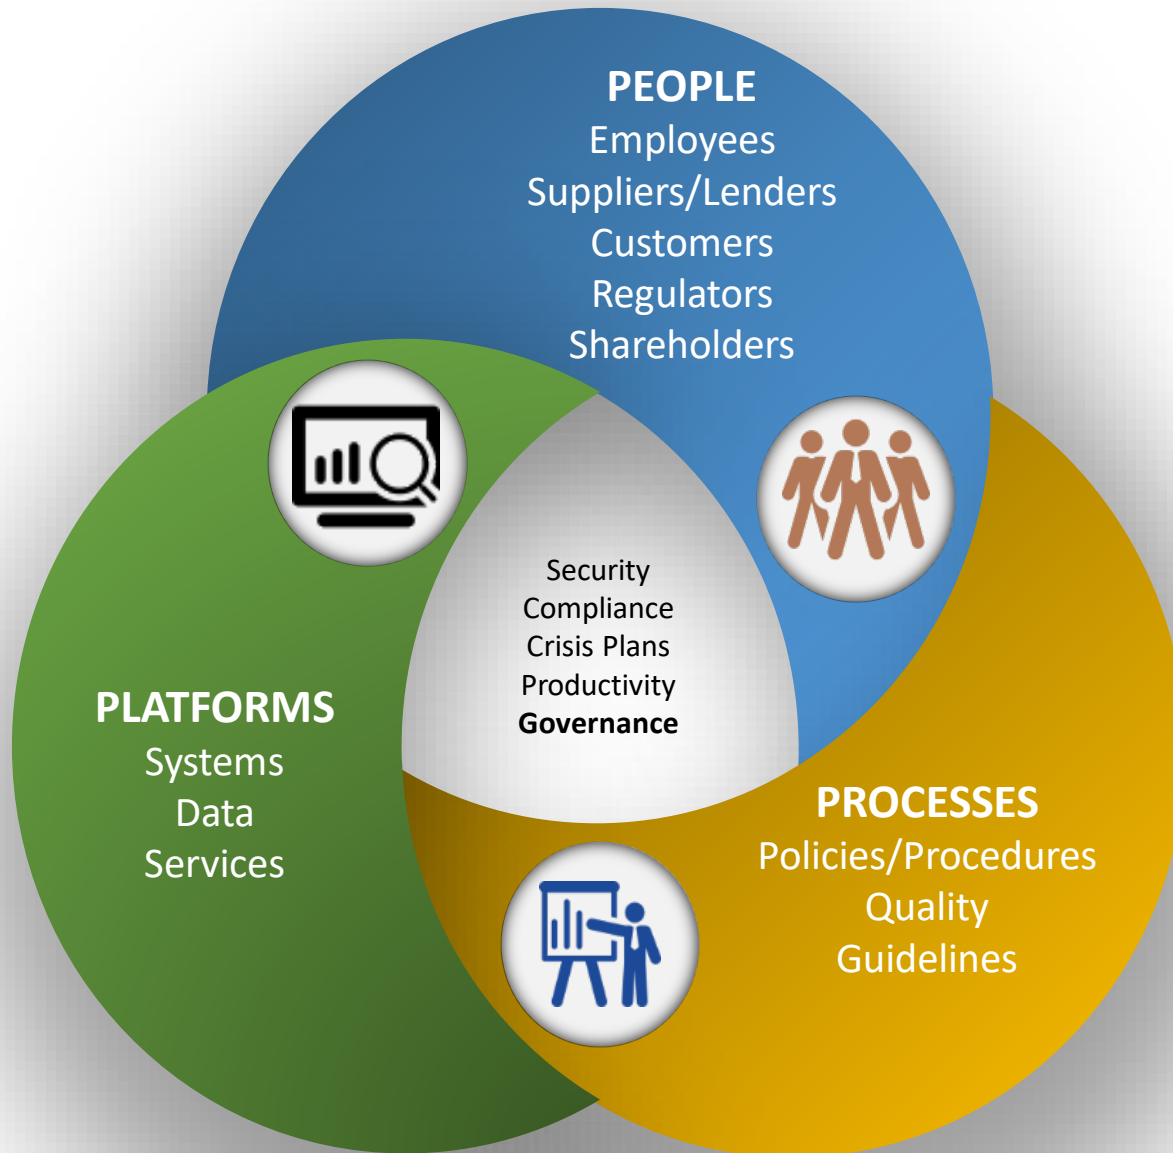 PEOPLE
Employees
Suppliers/Lenders
Customers
Regulators
Shareholders
Security
Compliance
Crisis Plans
Productivity
Governance
PLATFORMS
Systems
Data
Services
PROCESSES
Policies/Procedures
Quality
Guidelines